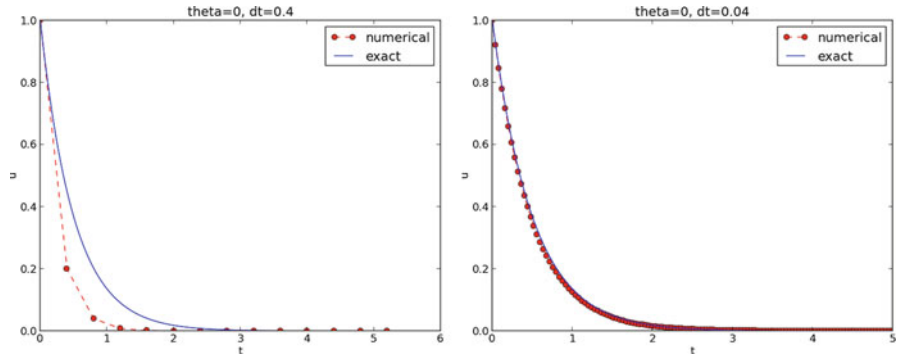 theta=0, dt=0.4
numerical
exact
u
1.0
0.8
0.6
0.4
0.2
0.0
0 1 2 3 4 5 6
t
theta=0, dt=0.04
numerical
exact
u
1.0
0.8
0.6
0.4
0.2
0.0
0 1 2 3 4 5
t